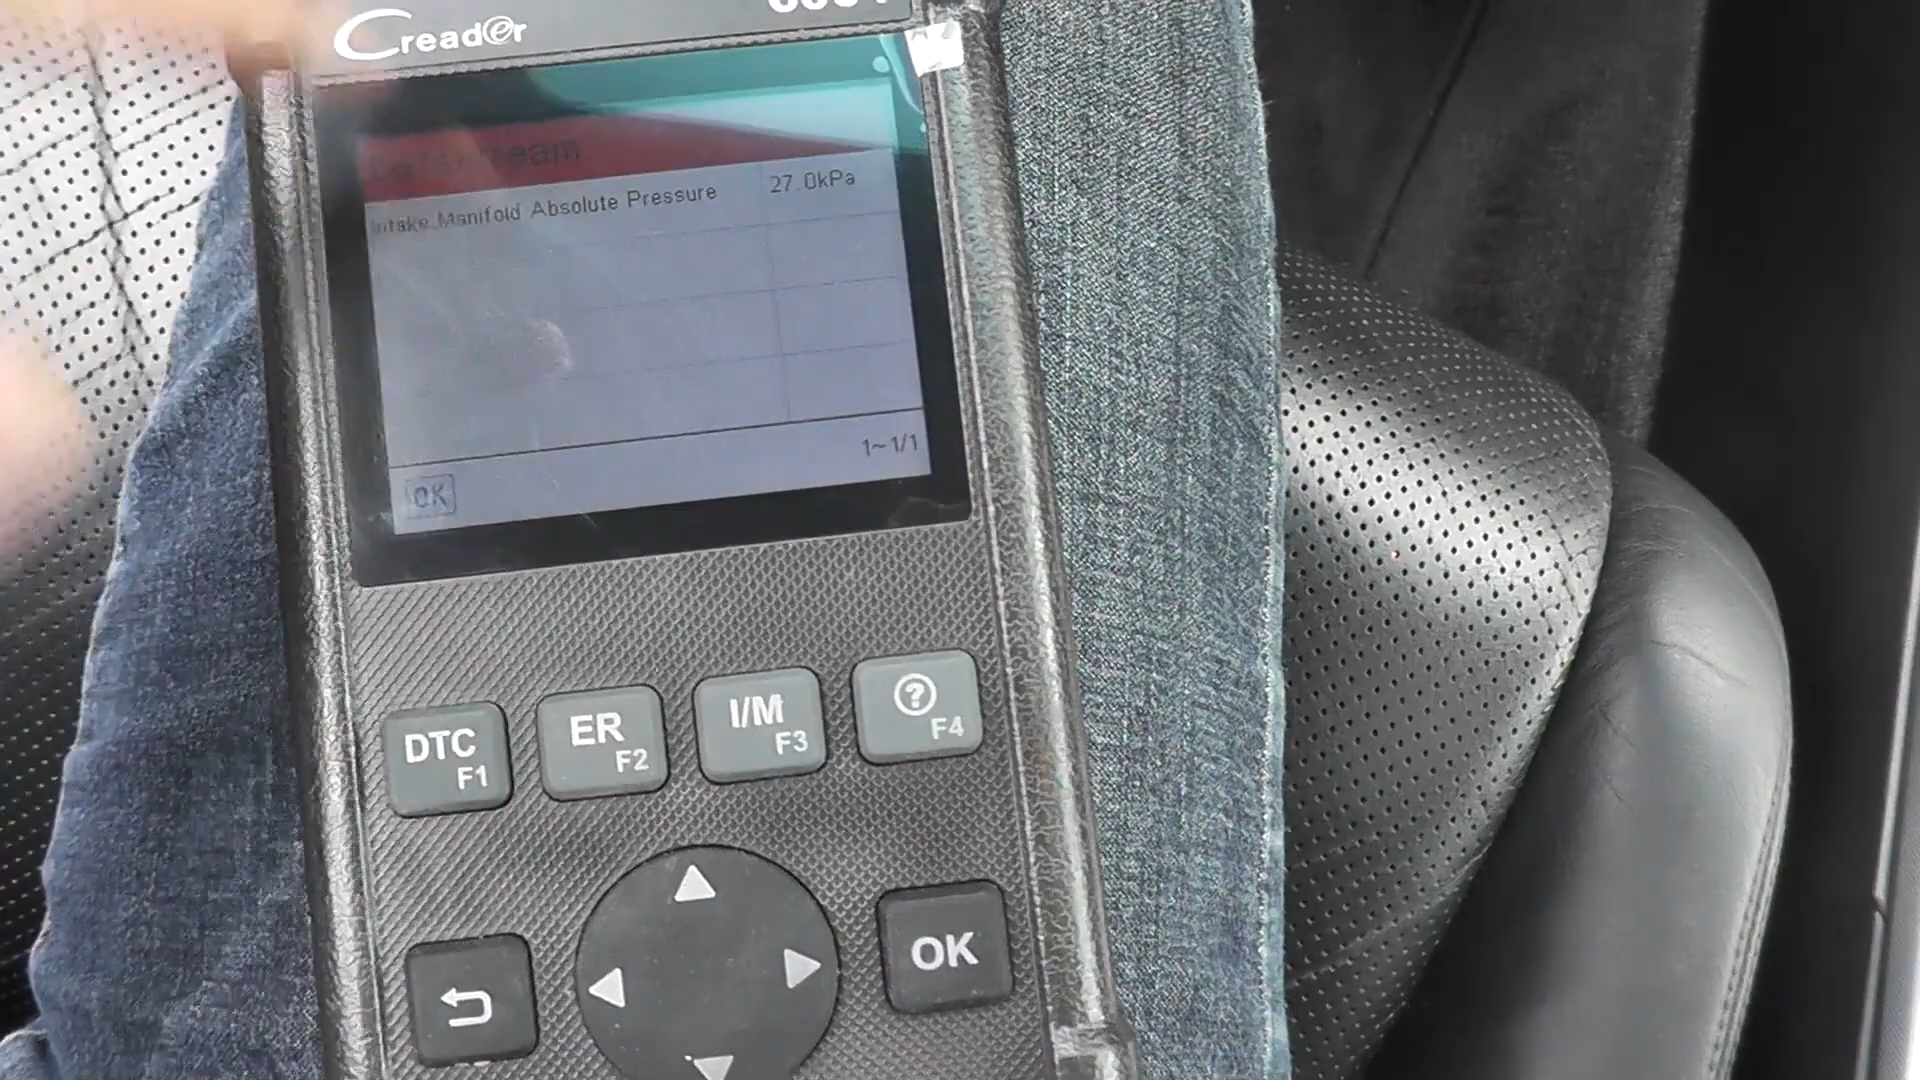 Creader
Intake Manifold Absolute Pressure 27.0kPa
1~1/1
OK
DTC F1
ER F2
I/M F3
? F4
OK